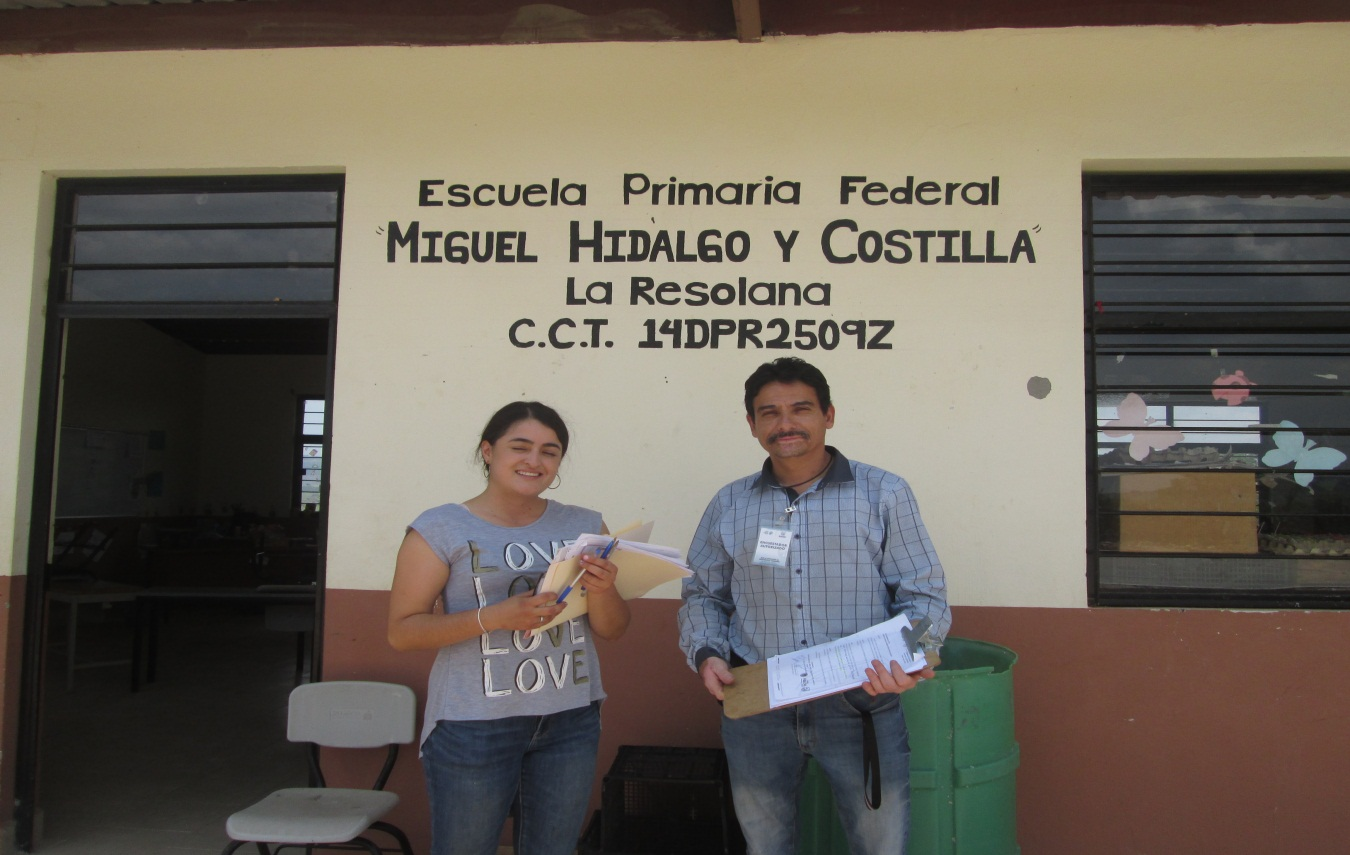 Escuela Primaria Federal
"MIGUEL HIDALGO Y COSTILLA"
La Resolana
C.C.T. 14DPR2509Z
LOVE
LOVE
LOVE
LOVE